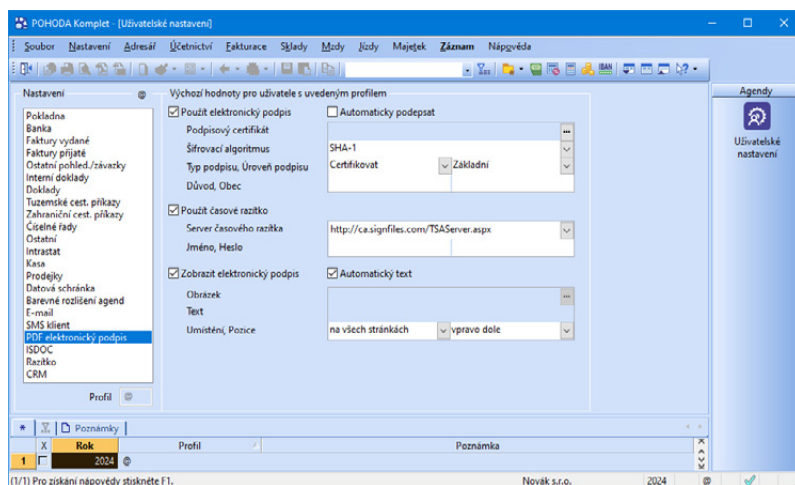 POHODA Komplet - [Uživatelské nastavení]
Soubor Nastavení Adresář Účetnictví Fakturace Sklady Mzdy Jízdy Majetek Záznam Nápověda
IBAN
Nastavení @
Výchozí hodnoty pro uživatele s uvedeným profilem
Agendy
Uživatelské
nastavení
Pokladna
Banka
Faktury vydané
Faktury přijaté
Ostatní pohled./závazky
Interní doklady
Doklady
Tuzemské cest. příkazy
Zahraniční cest. příkazy
Číselné řady
Ostatní
Intrastat
Kasa
Prodejky
Datová schránka
Barevné rozlišení agend
E-mail
SMS klient
PDF elektronický podpis
ISDOC
Razítko
CRM
Profil @
Použít elektronický podpis Automaticky podepsat
Podpisový certifikát
Šifrovací algoritmus SHA-1
Typ podpisu, Úroveň podpisu Certifikovat Základní
Důvod, Obec
Použít časové razítko
Server časového razítka http://ca.signfiles.com/TSAServer.aspx
Jméno, Heslo
Zobrazit elektronický podpis Automatický text
Obrázek
Text
Umístění, Pozice na všech stránkách vpravo dole
* Poznámky
X Rok Profil Poznámka
1 2024 @
(1/1) Pro získání nápovědy stiskněte F1. Novák s.r.o. 2024 @